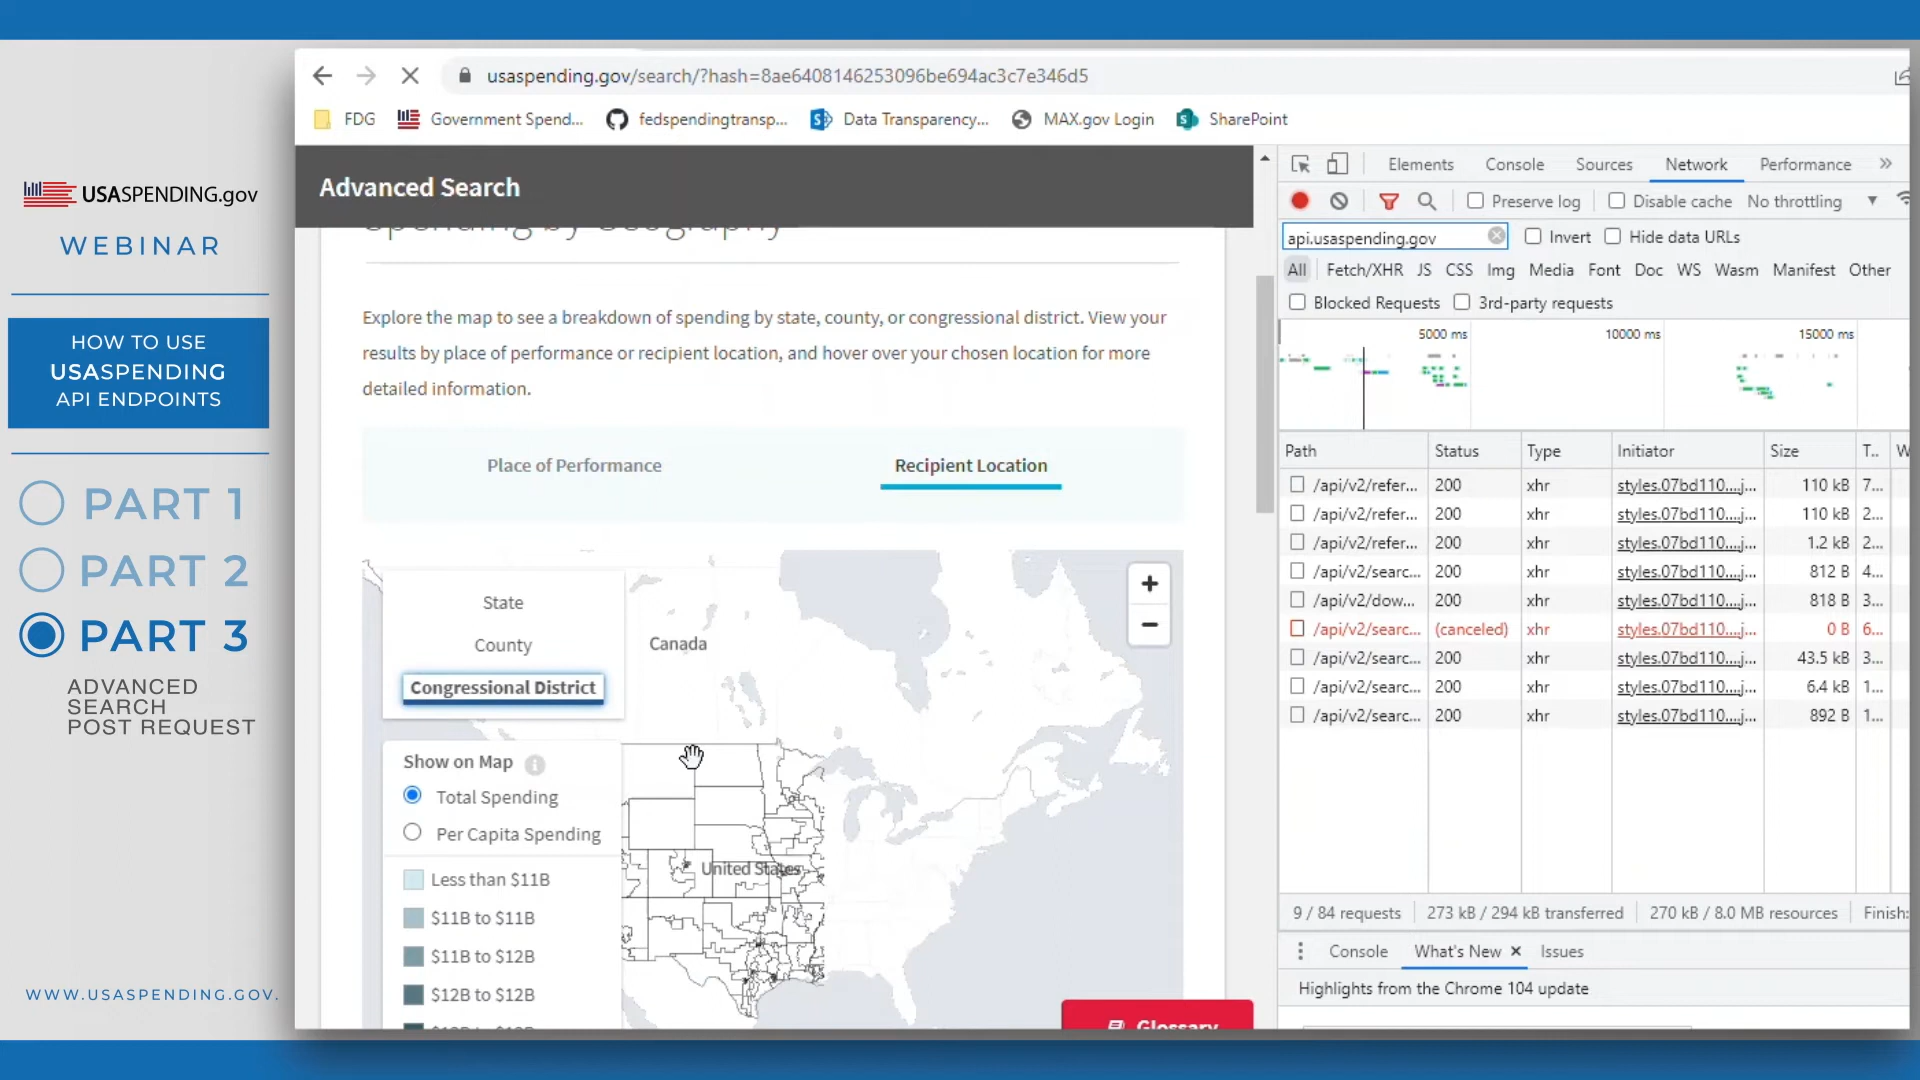 USASPENDING.gov
WEBINAR
HOW TO USE
USASPENDING
API ENDPOINTS
PART 1
PART 2
PART 3
ADVANCED
SEARCH
POST REQUEST
WWW.USASPENDING.GOV.
usaspending.gov/search/?hash=8ae6408146253096be694ac3c7e346d5
FDG Government Spend... fedspendingtransp... Data Transparency... MAX.gov Login SharePoint
Advanced Search
Spending by Geography
Explore the map to see a breakdown of spending by state, county, or congressional district. View your
results by place of performance or recipient location, and hover over your chosen location for more
detailed information.
Place of Performance Recipient Location
State
County
Congressional District
Canada
United States
+
−
Show on Map
Total Spending
Per Capita Spending
Less than $11B
$11B to $11B
$11B to $12B
$12B to $12B
Glossary
Elements Console Sources Network Performance »
Preserve log Disable cache No throttling
api.usaspending.gov Invert Hide data URLs
All Fetch/XHR JS CSS Img Media Font Doc WS Wasm Manifest Other
Blocked Requests 3rd-party requests
5000 ms 10000 ms 15000 ms
Path Status Type Initiator Size T.. W
/api/v2/refer... 200 xhr styles.07bd110....j... 110 kB 7...
/api/v2/refer... 200 xhr styles.07bd110....j... 110 kB 2...
/api/v2/refer... 200 xhr styles.07bd110....j... 1.2 kB 2...
/api/v2/searc... 200 xhr styles.07bd110....j... 812 B 4...
/api/v2/dow... 200 xhr styles.07bd110....j... 818 B 3...
/api/v2/searc... (canceled) xhr styles.07bd110....j... 0 B 6...
/api/v2/searc... 200 xhr styles.07bd110....j... 43.5 kB 3...
/api/v2/searc... 200 xhr styles.07bd110....j... 6.4 kB 1...
/api/v2/searc... 200 xhr styles.07bd110....j... 892 B 1...
9 / 84 requests 273 kB / 294 kB transferred 270 kB / 8.0 MB resources Finish:
Console What's New × Issues
Highlights from the Chrome 104 update